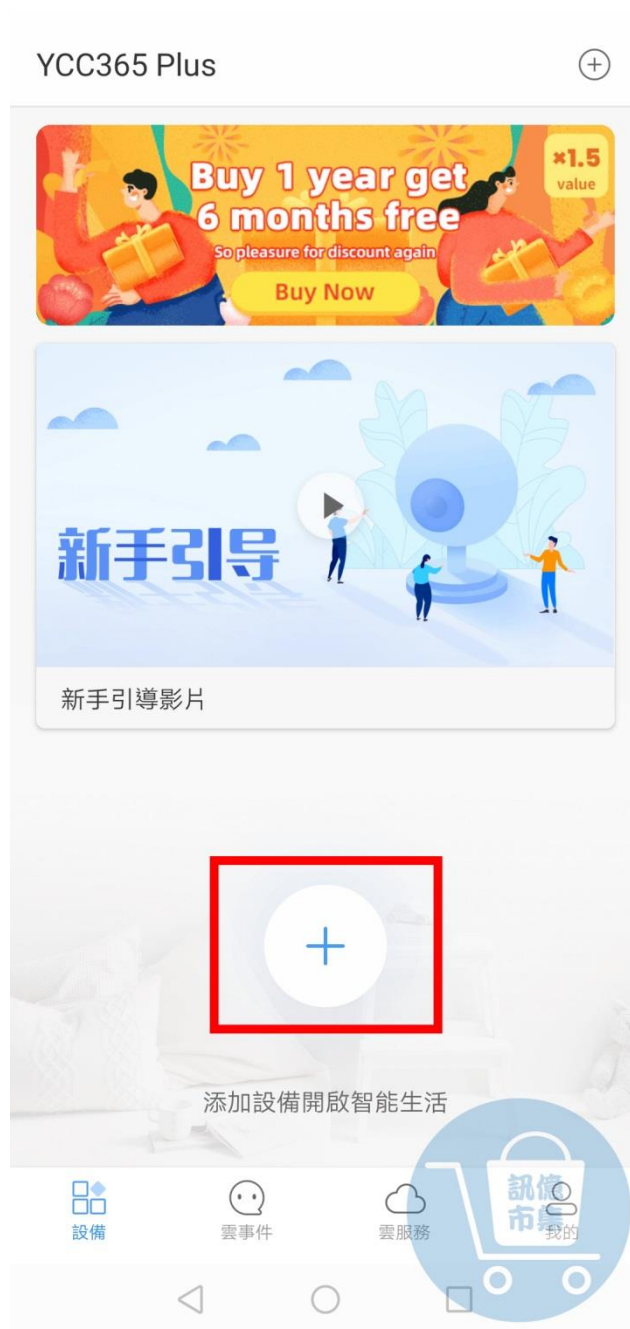 YCC365 Plus
Buy 1 year get
6 months free
So pleasure for discount again
Buy Now
×1.5
value
新手引导
新手引導影片
添加設備開啟智能生活
設備
雲事件
雲服務
我的
訊億
市集